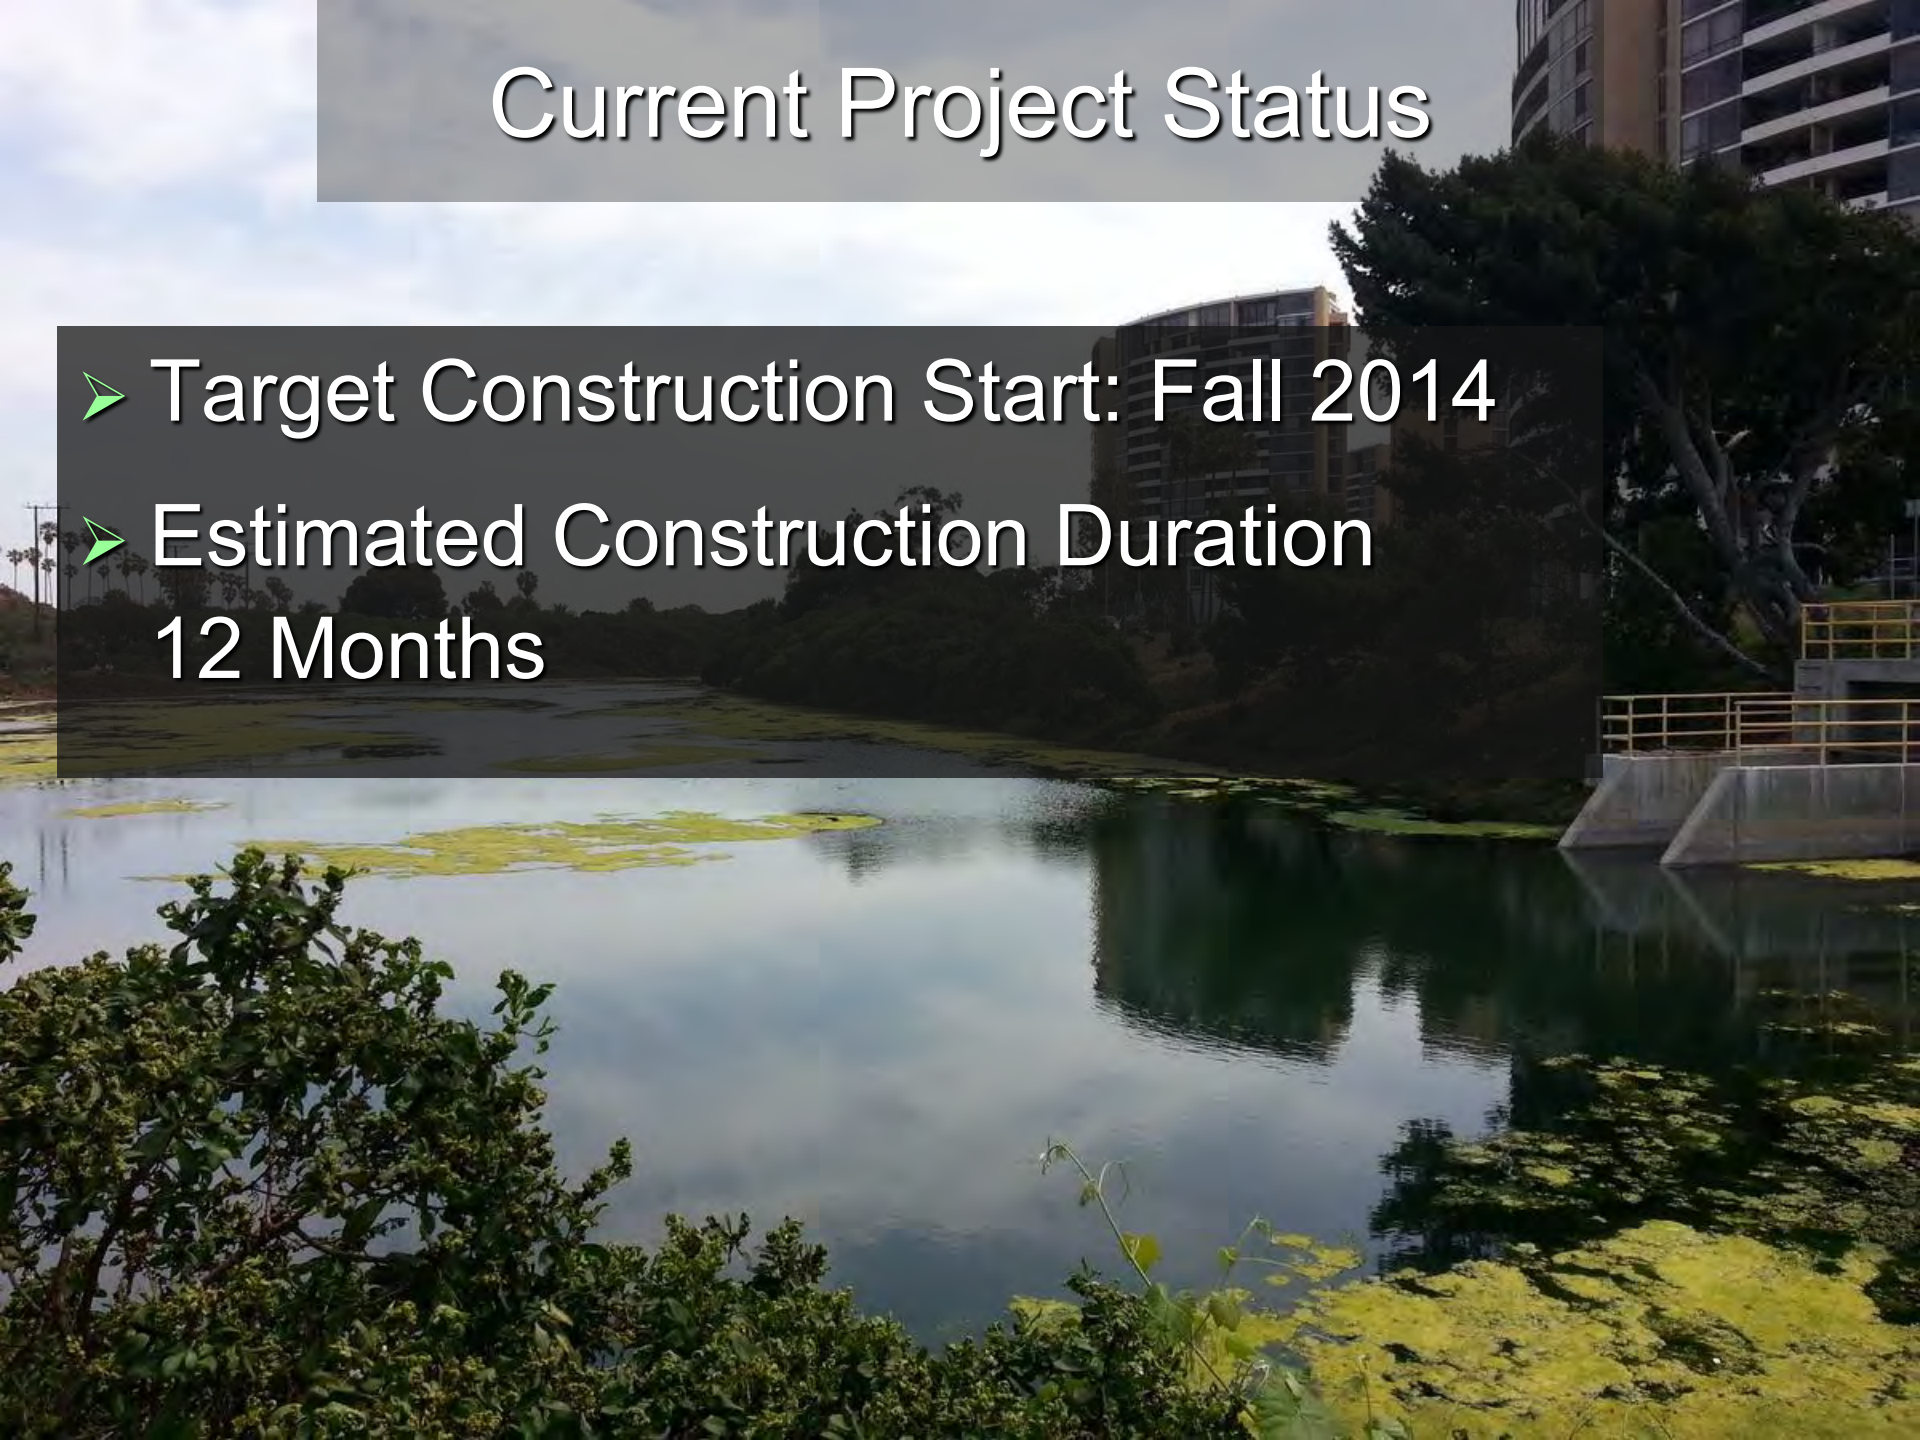 Current Project Status
Target Construction Start: Fall 2014
Estimated Construction Duration
12 Months